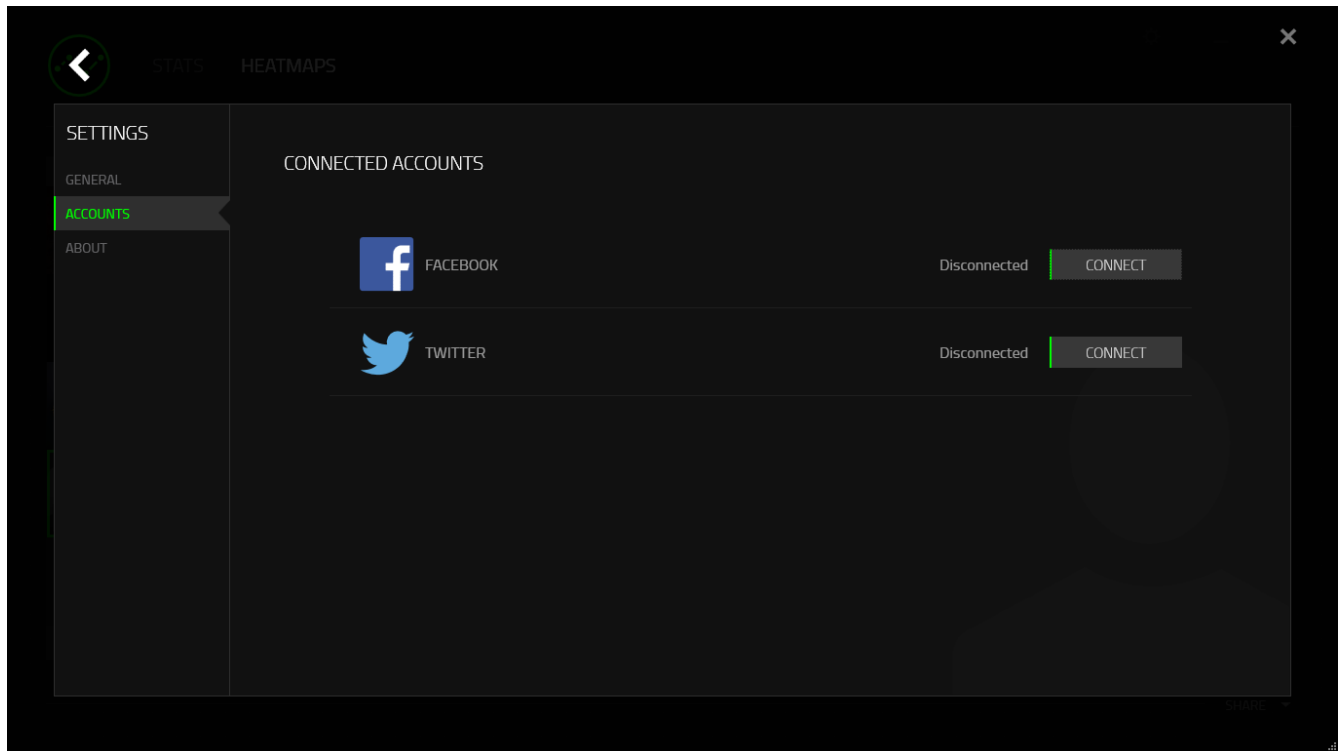 STATS HEATMAPS
SETTINGS
GENERAL
ACCOUNTS
ABOUT
CONNECTED ACCOUNTS
FACEBOOK Disconnected CONNECT
TWITTER Disconnected CONNECT
SHARE